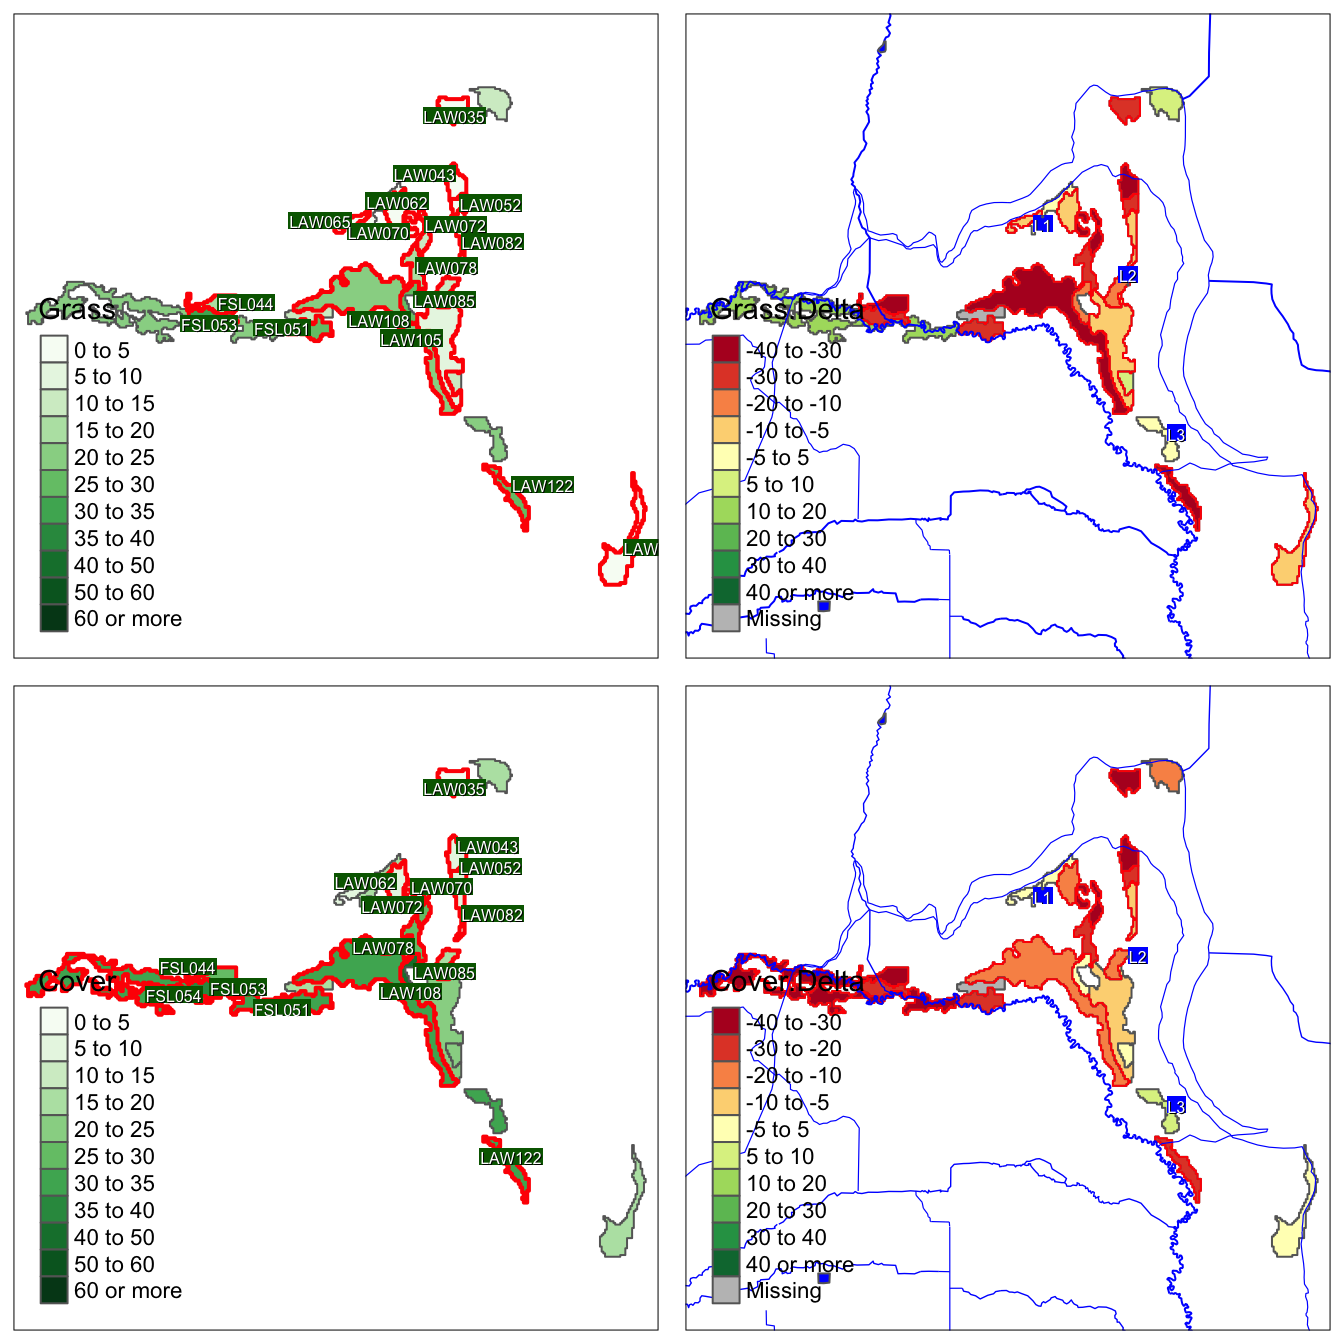 LAW035
LAW043
LAW062
LAW052
LAW065
LAW072
LAW070
LAW082
LAW078
LAW085
FSL044
Grass
LAW108
FSL053
FSL051
LAW105
0 to 5
5 to 10
10 to 15
15 to 20
20 to 25
25 to 30
30 to 35
35 to 40
40 to 50
50 to 60
60 or more
LAW122
LAW
L1
L2
Grass.Delta
-40 to -30
-30 to -20
-20 to -10
-10 to -5
-5 to 5
5 to 10
10 to 20
20 to 30
30 to 40
40 or more
Missing
L3
LAW035
LAW043
LAW052
LAW062
LAW070
LAW072
LAW082
LAW078
FSL044
LAW085
Cover
FSL053
FSL054
LAW108
FSL051
0 to 5
5 to 10
10 to 15
15 to 20
20 to 25
25 to 30
30 to 35
35 to 40
40 to 50
50 to 60
60 or more
LAW122
L1
L2
Cover.Delta
-40 to -30
-30 to -20
-20 to -10
-10 to -5
-5 to 5
5 to 10
10 to 20
20 to 30
30 to 40
40 or more
Missing
L3